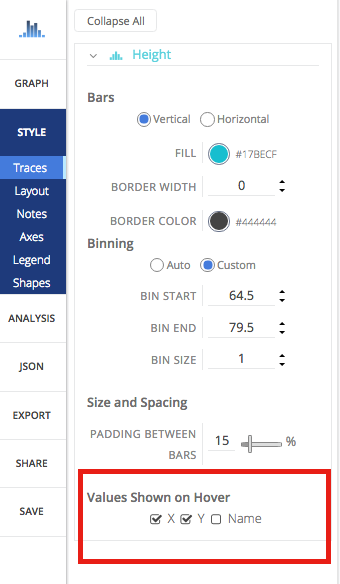 Collapse All
Height
GRAPH
STYLE
Traces
Layout
Notes
Axes
Legend
Shapes
ANALYSIS
JSON
EXPORT
SHARE
SAVE
Bars
Vertical Horizontal
FILL #17BECF
BORDER WIDTH 0
BORDER COLOR #444444
Binning
Auto Custom
BIN START 64.5
BIN END 79.5
BIN SIZE 1
Size and Spacing
PADDING BETWEEN
BARS 15 %
Values Shown on Hover
X Y Name